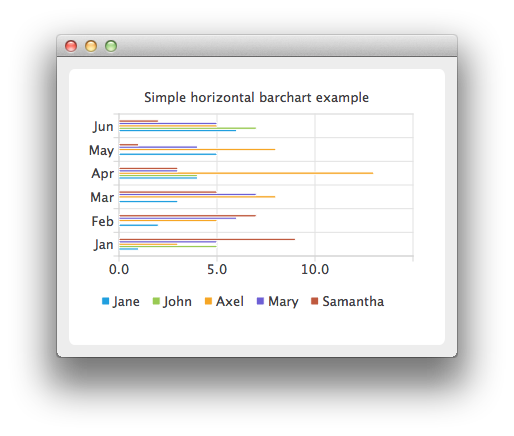 Simple horizontal barchart example
Jun
May
Apr
Mar
Feb
Jan
0.0 5.0 10.0
Jane John Axel Mary Samantha